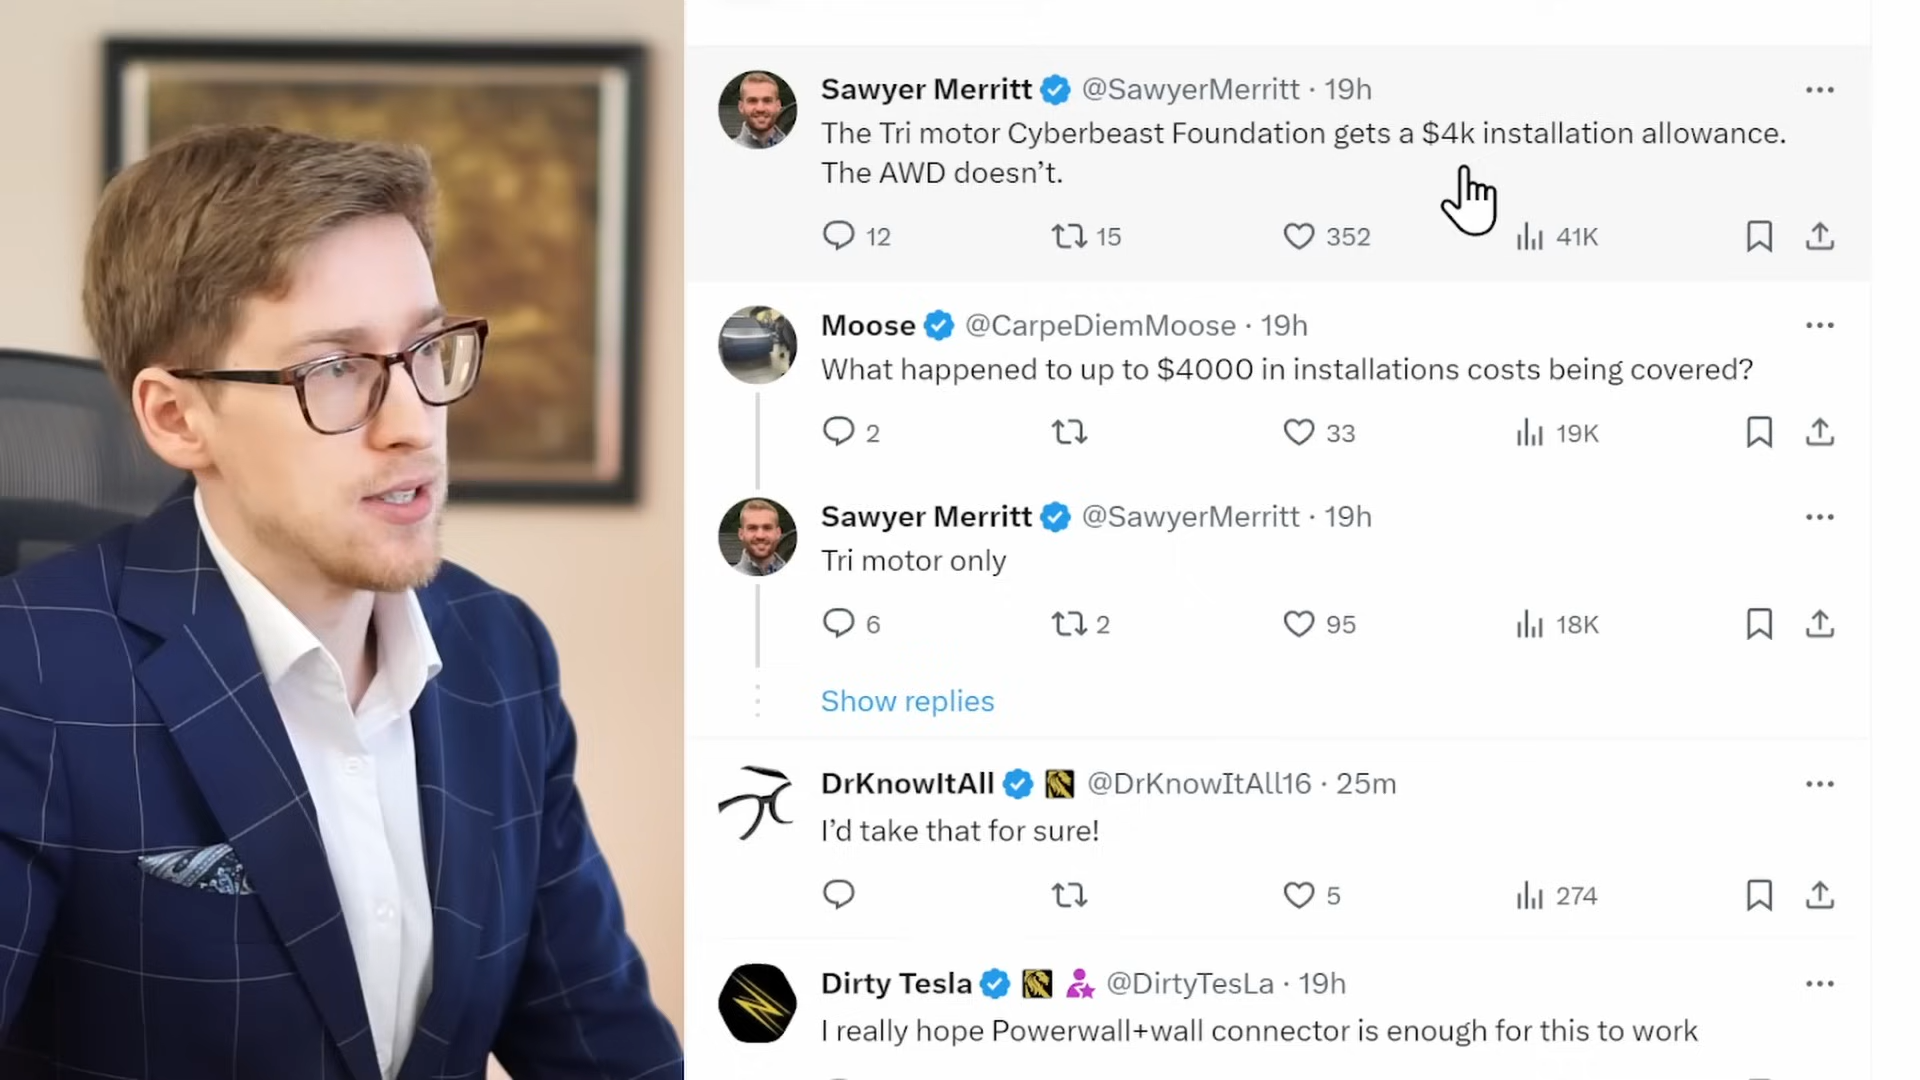 Sawyer Merritt @SawyerMerritt · 19h
The Tri motor Cyberbeast Foundation gets a $4k installation allowance.
The AWD doesn’t.
12 15 352 41K
Moose @CarpeDiemMoose · 19h
What happened to up to $4000 in installations costs being covered?
2 33 19K
Sawyer Merritt @SawyerMerritt · 19h
Tri motor only
6 2 95 18K
Show replies
DrKnowItAll @DrKnowItAll16 · 25m
I’d take that for sure!
5 274
Dirty Tesla @DirtyTesLa · 19h
I really hope Powerwall+wall connector is enough for this to work